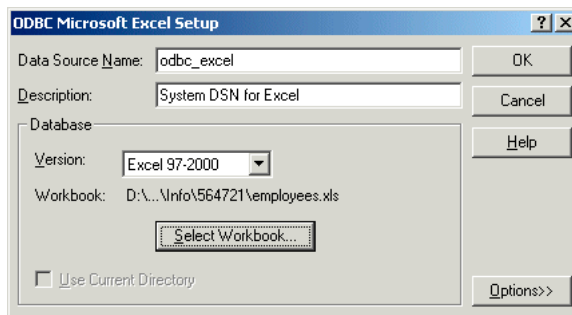 ODBC Microsoft Excel Setup
Data Source Name: odbc_excel OK
Description: System DSN for Excel Cancel
Database Help
Version: Excel 97-2000
Workbook: D:\...\Info\564721\employees.xls
Select Workbook...
Use Current Directory
Options>>